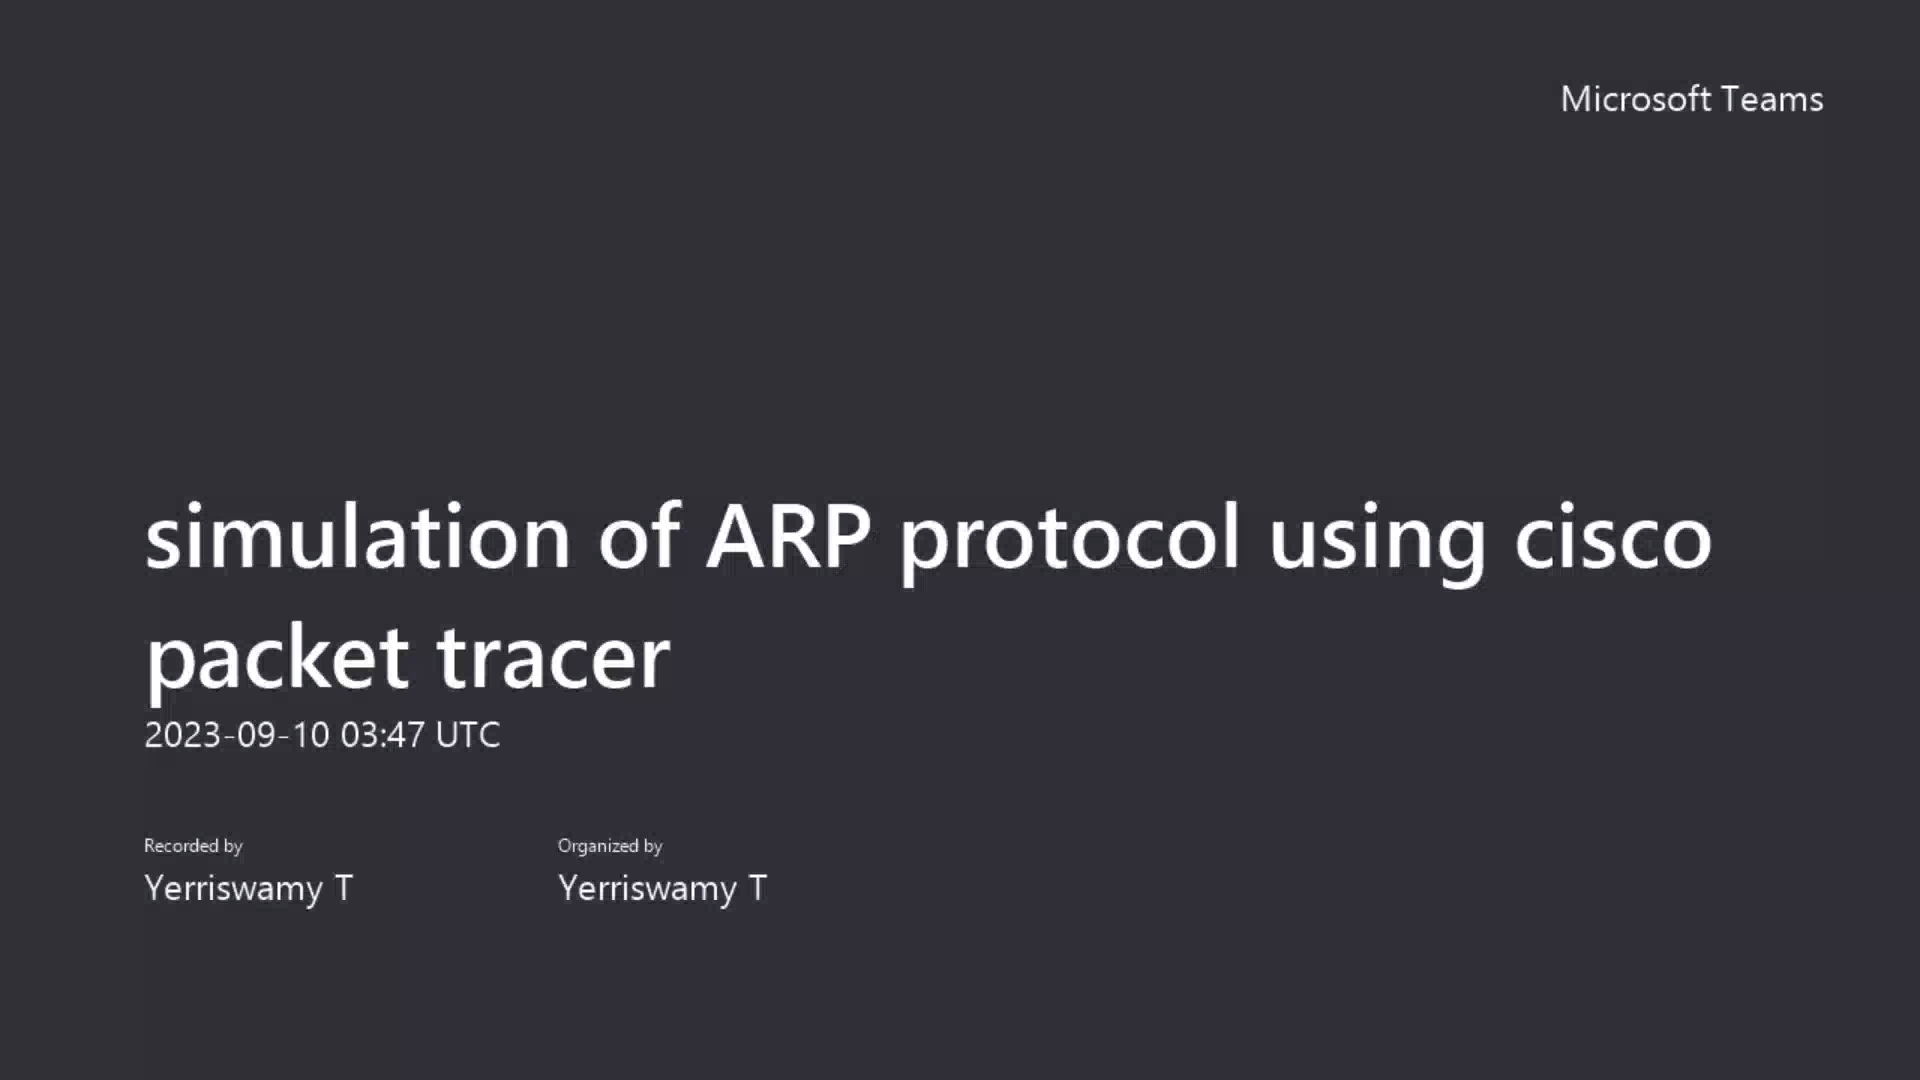 Microsoft Teams
simulation of ARP protocol using cisco
packet tracer
2023-09-10 03:47 UTC
Recorded by
Yerriswamy T
Organized by
Yerriswamy T